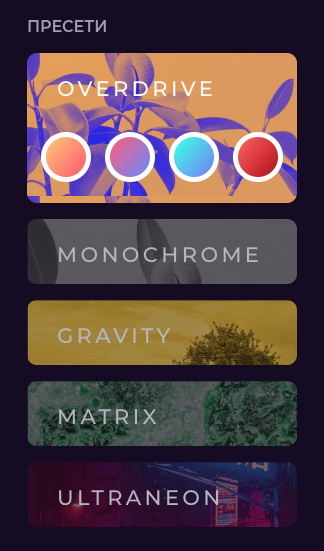 ПРЕСЕТИ
OVERDRIVE
MONOCHROME
GRAVITY
MATRIX
ULTRANEON